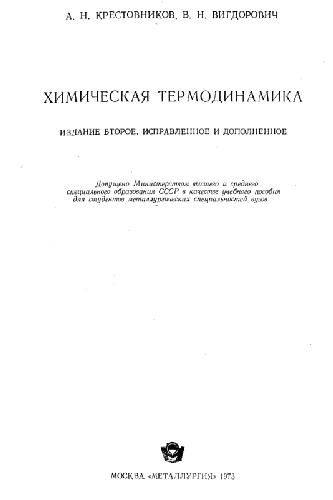 А. Н. КРЕСТОВНИКОВ, В. Н. ВИГДОРОВИЧ
ХИМИЧЕСКАЯ ТЕРМОДИНАМИКА
ИЗДАНИЕ ВТОРОЕ, ИСПРАВЛЕННОЕ И ДОПОЛНЕННОЕ
Допущено Министерством высшего и среднего
специального образования СССР в качестве учебного пособия
для студентов металлургических специальностей вузов
МОСКВА «МЕТАЛЛУРГИЯ» 1973